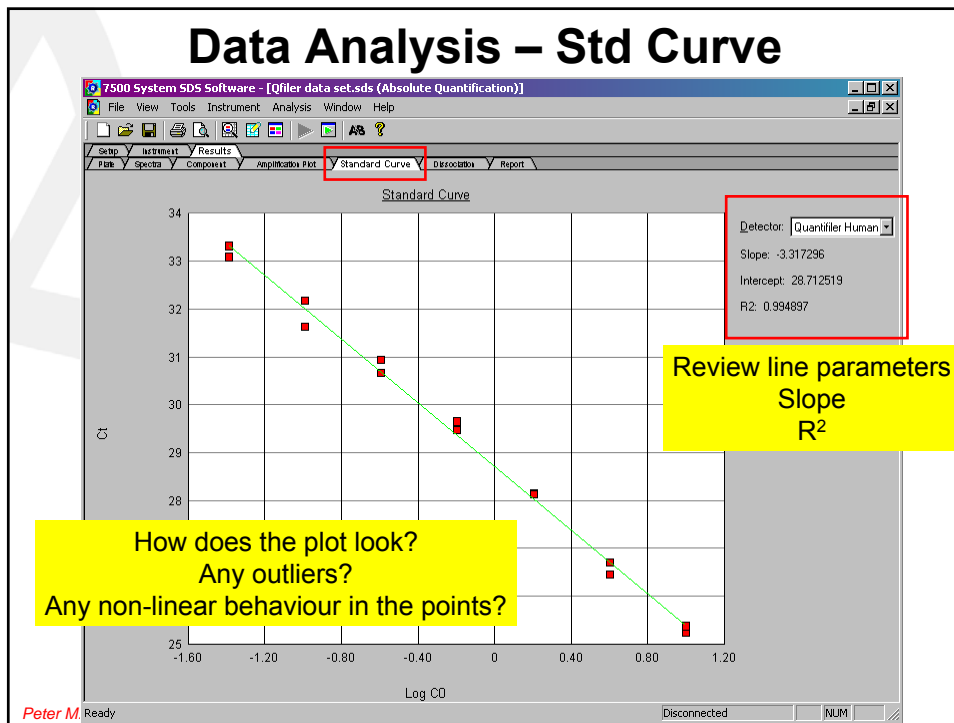 Data Analysis – Std Curve
7500 System SDS Software - [Qfiler data set.sds (Absolute Quantification)]
File View Tools Instrument Analysis Window Help
Setup Instrument Results
Plate Spectra Component Amplification Plot Standard Curve Dissociation Report
Standard Curve
Detector: Quantifiler Human
Slope: -3.317296
Intercept: 28.712519
R2: 0.994897
Review line parameters
Slope
R²
34
33
32
31
30
29
28
25
Ct
How does the plot look?
Any outliers?
Any non-linear behaviour in the points?
-1.60 -1.20 -0.80 -0.40 0 0.40 0.80 1.20
Log C0
Peter M.
Ready Disconnected NUM